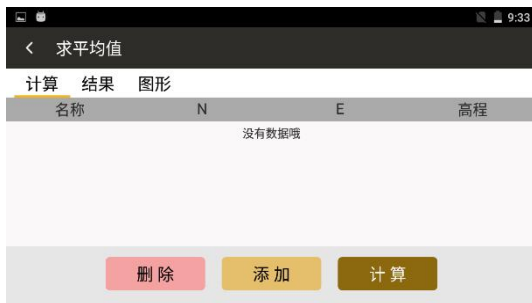 9:33
求平均值
计算 结果 图形
名称 N E 高程
没有数据哦
删除 添加 计算